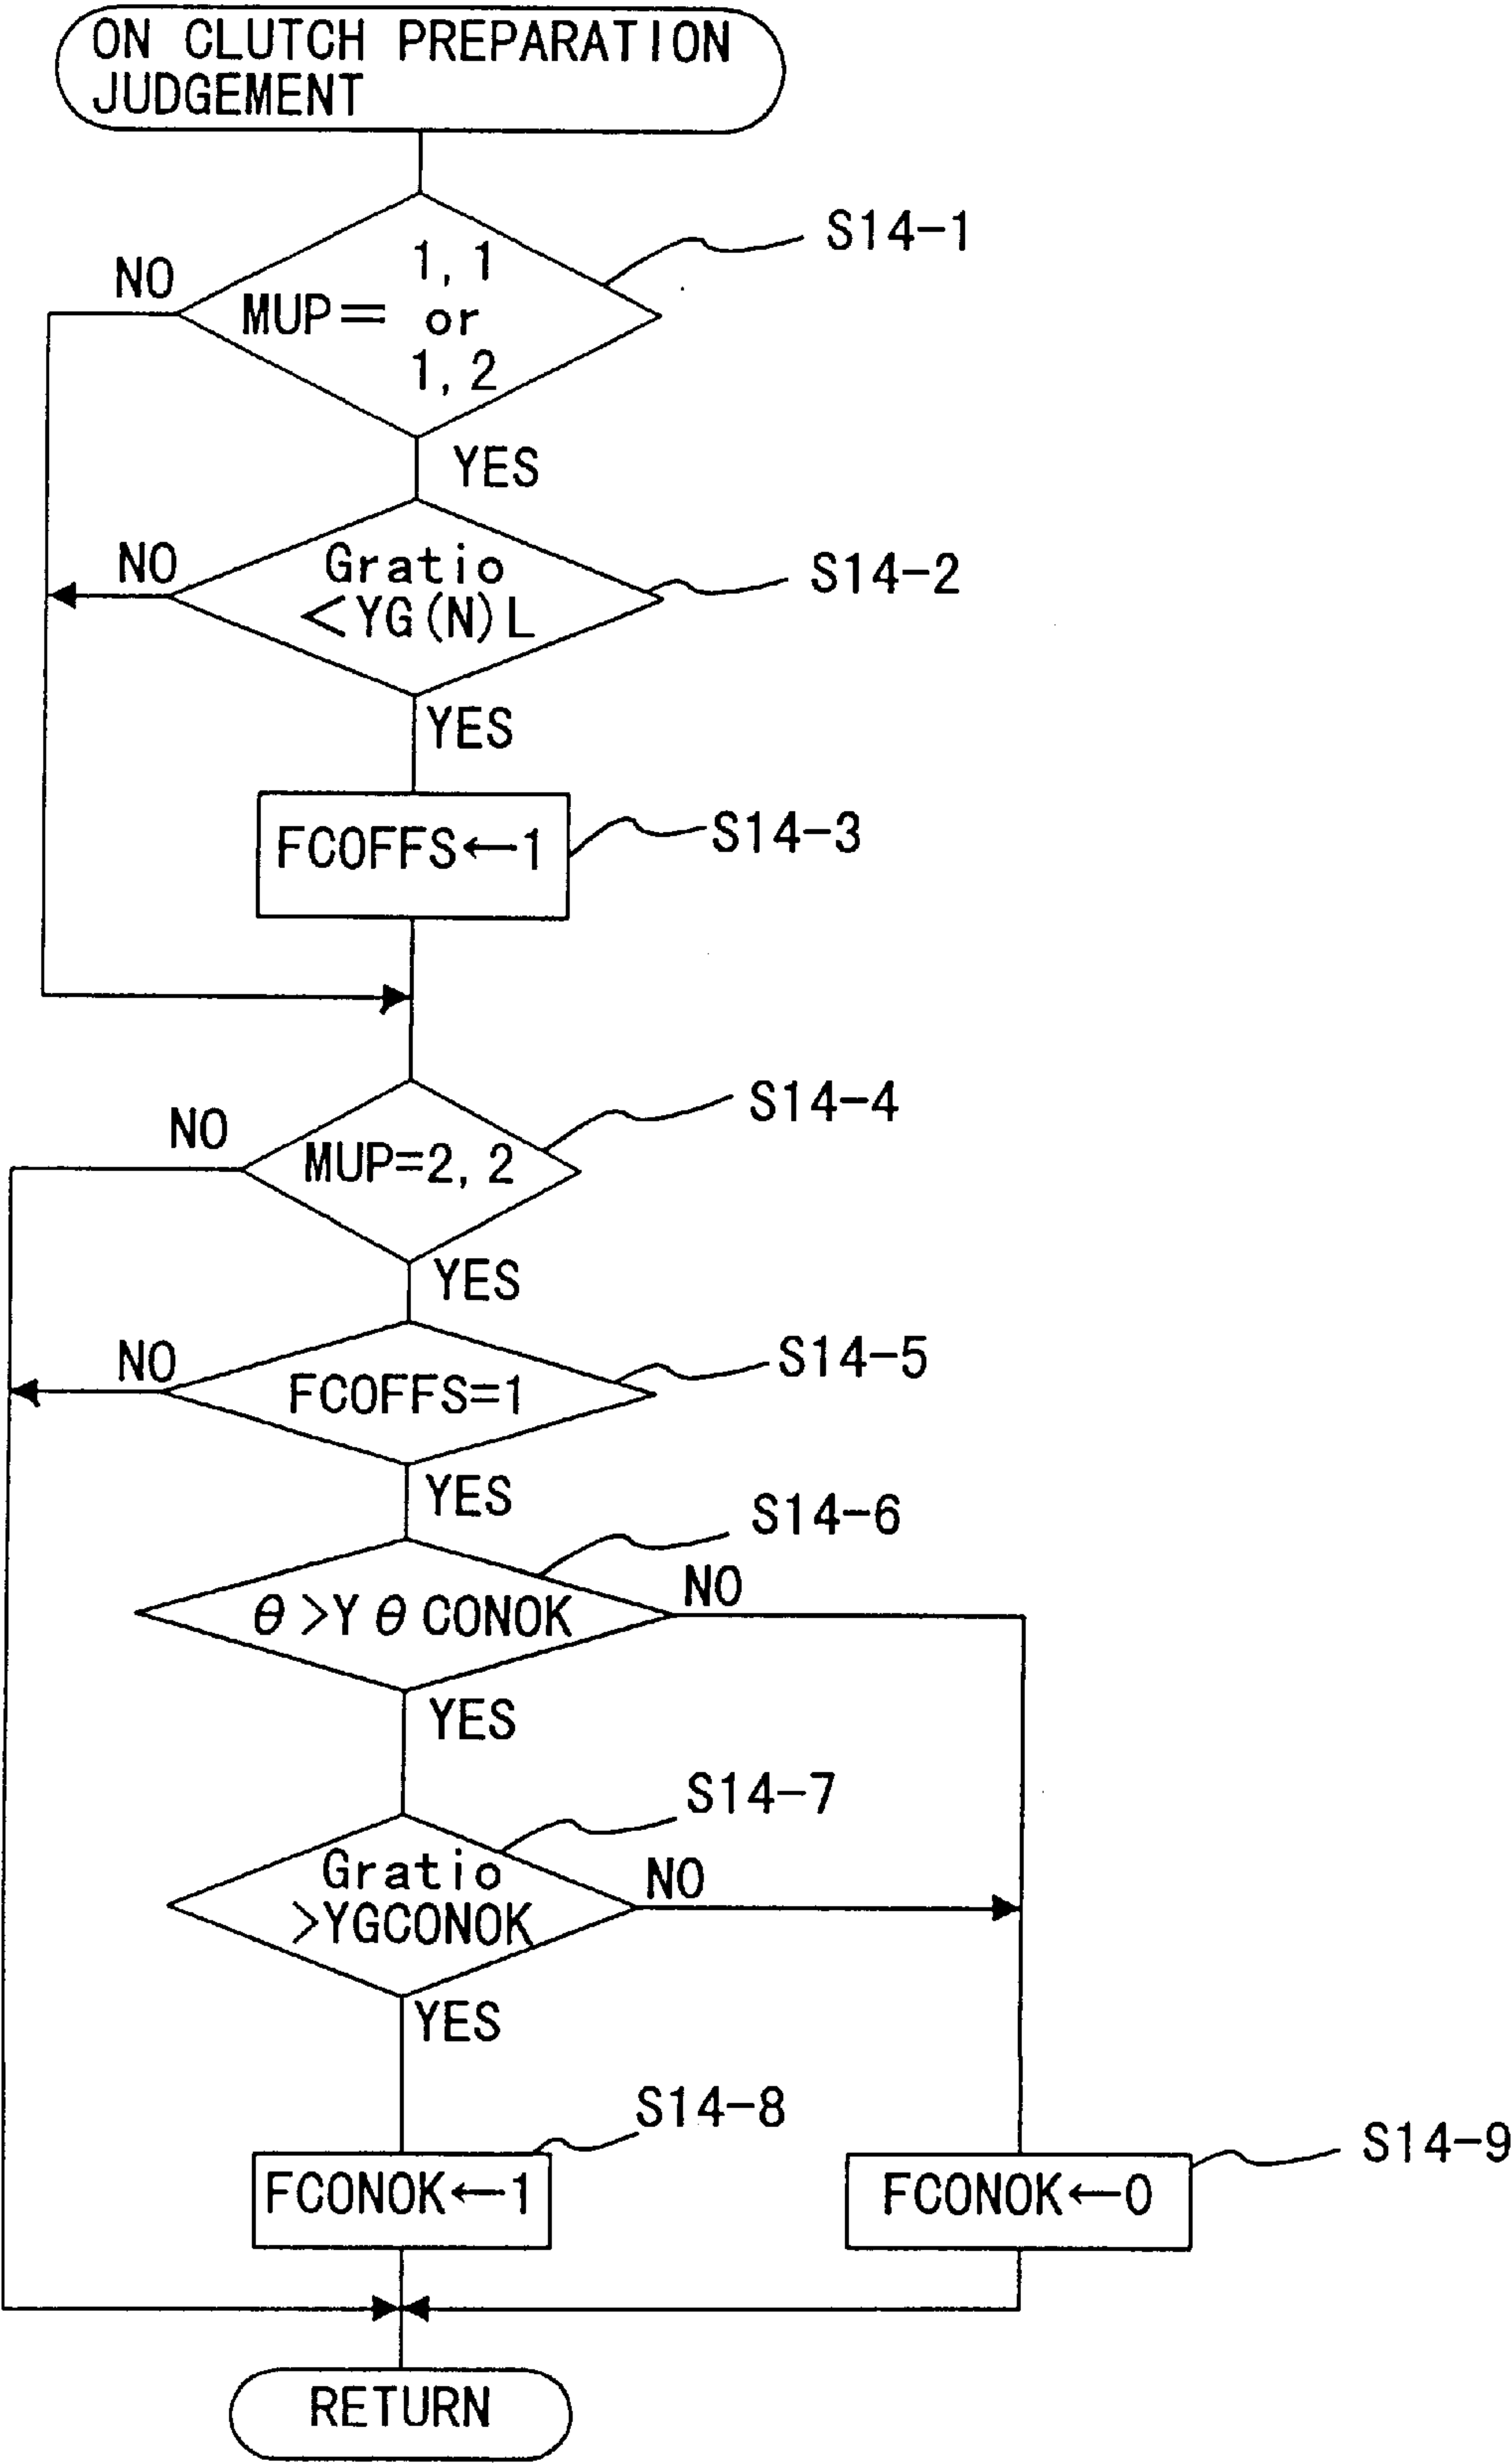 ON CLUTCH PREPARATION
JUDGEMENT
S14-1
NO
1, 1
MUP= or
1, 2
YES
S14-2
NO
Gratio
<YG(N)L
YES
S14-3
FCOFFS←1
S14-4
NO
MUP=2, 2
YES
S14-5
NO
FCOFFS=1
YES
S14-6
NO
θ>YθCONOK
YES
S14-7
Gratio
NO
>YGCONOK
YES
S14-8
S14-9
FCONOK←1
FCONOK←0
RETURN